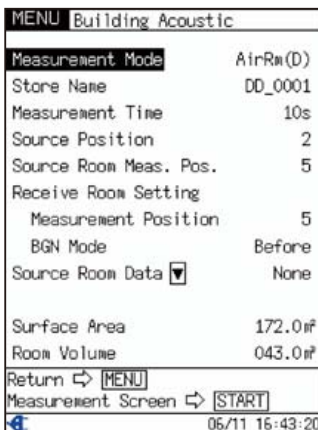 MENU Building Acoustic
Measurement Mode AirRm(D)
Store Name DD_0001
Measurement Time 10s
Source Position 2
Source Room Meas. Pos. 5
Receive Room Setting
Measurement Position 5
BGN Mode Before
Source Room Data ▼ None
Surface Area 172.0㎡
Room Volume 043.0㎥
Return ⇨ MENU
Measurement Screen ⇨ START
06/11 16:43:20